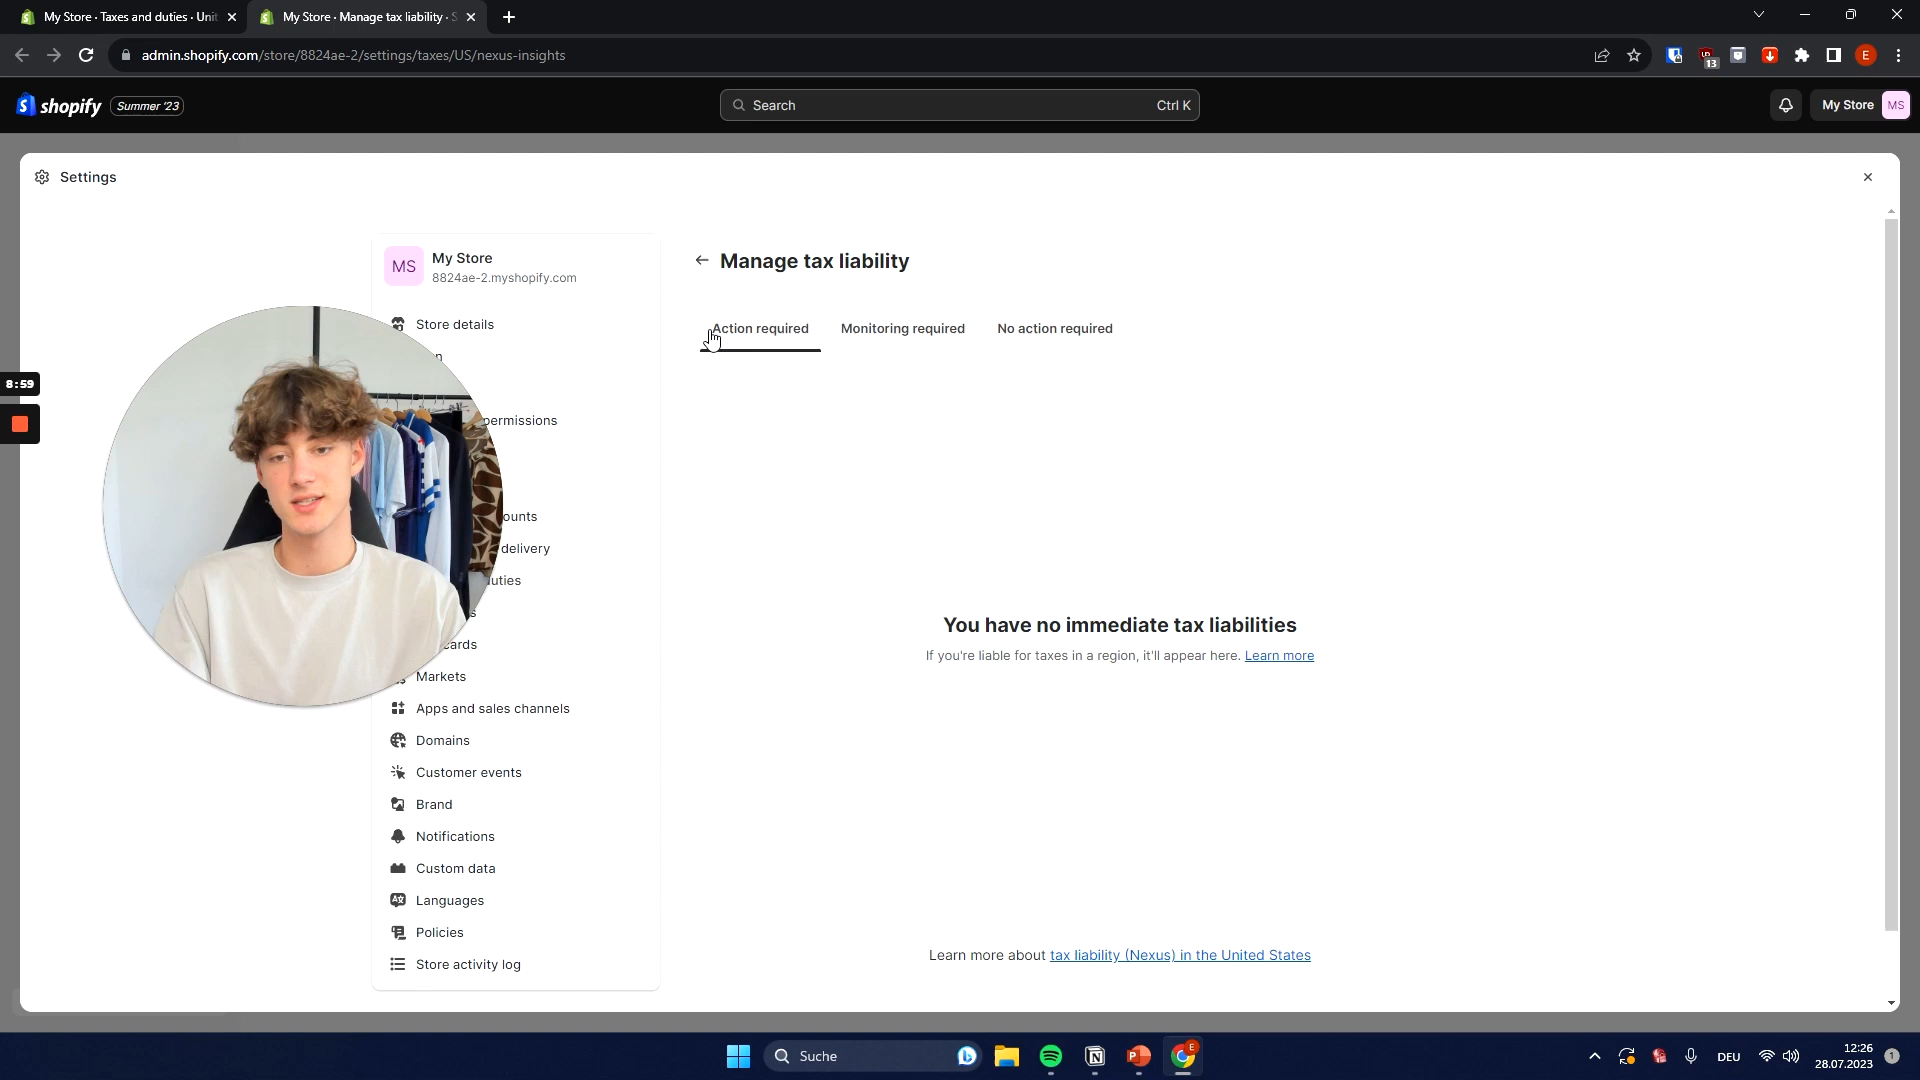 My Store · Taxes and duties · Unit
My Store · Manage tax liability · S
admin.shopify.com/store/8824ae-2/settings/taxes/US/nexus-insights
13
E
shopify
Summer '23
Search
Ctrl K
My Store
MS
Settings
MS
My Store
8824ae-2.myshopify.com
Store details
n
permissions
ounts
delivery
uties
s
cards
Markets
Apps and sales channels
Domains
Customer events
Brand
Notifications
Custom data
Languages
Policies
Store activity log
8:59
Manage tax liability
Action required
Monitoring required
No action required
You have no immediate tax liabilities
If you're liable for taxes in a region, it'll appear here. Learn more
Learn more about tax liability (Nexus) in the United States
Suche
E
DEU
12:26
28.07.2023
1